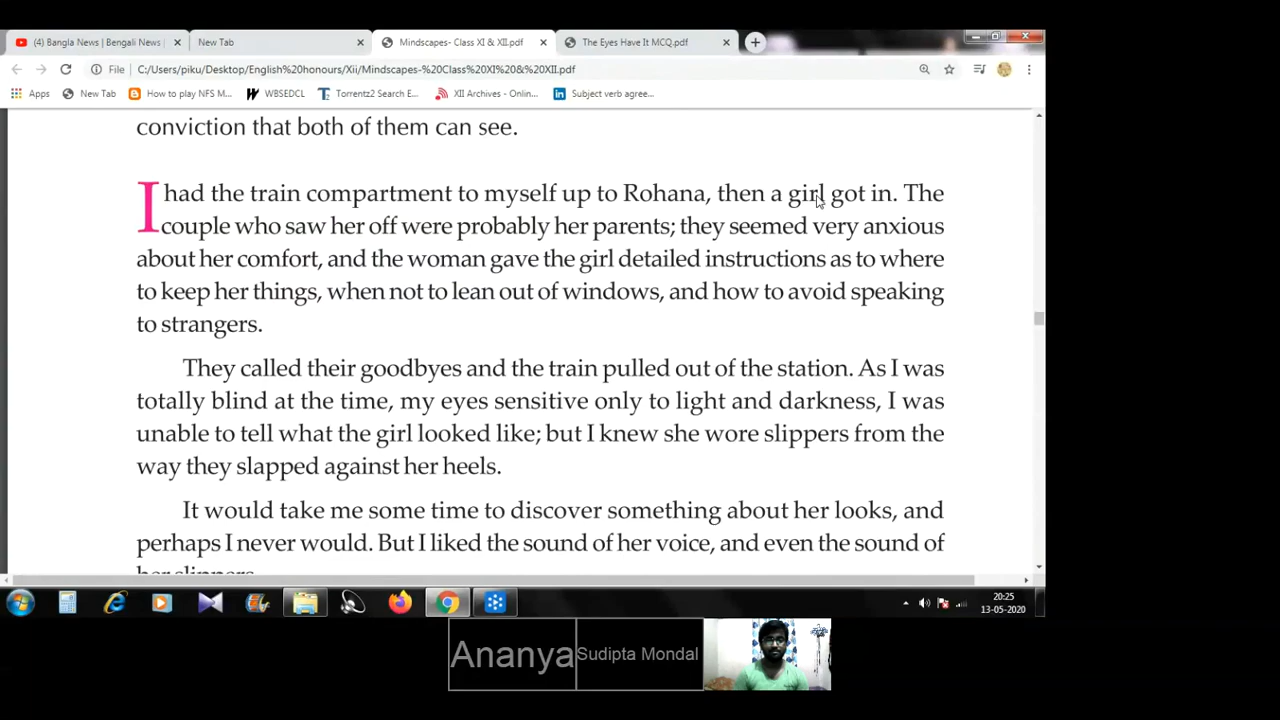 (4) Bangla News | Bengali News
New Tab
Mindscapes- Class XI & XII.pdf
The Eyes Have It MCQ.pdf
File
C:/Users/piku/Desktop/English%20honours/Xii/Mindscapes-%20Class%20XI%20&%20XII.pdf
Apps
New Tab
How to play NFS M...
WBSEDCL
Torrentz2 Search E...
XII Archives - Onlin...
Subject verb agree...
conviction that both of them can see.
I had the train compartment to myself up to Rohana, then a girl got in. The
couple who saw her off were probably her parents; they seemed very anxious
about her comfort, and the woman gave the girl detailed instructions as to where
to keep her things, when not to lean out of windows, and how to avoid speaking
to strangers.
They called their goodbyes and the train pulled out of the station. As I was
totally blind at the time, my eyes sensitive only to light and darkness, I was
unable to tell what the girl looked like; but I knew she wore slippers from the
way they slapped against her heels.
It would take me some time to discover something about her looks, and
perhaps I never would. But I liked the sound of her voice, and even the sound of
her slippers
20:25
13-05-2020
Ananya
Sudipta Mondal